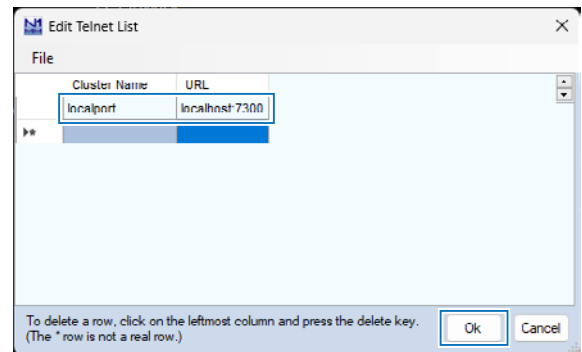 Edit Telnet List
File
Cluster Name URL
localport localhost:7300
To delete a row, click on the leftmost column and press the delete key.
(The * row is not a real row.)
Ok Cancel